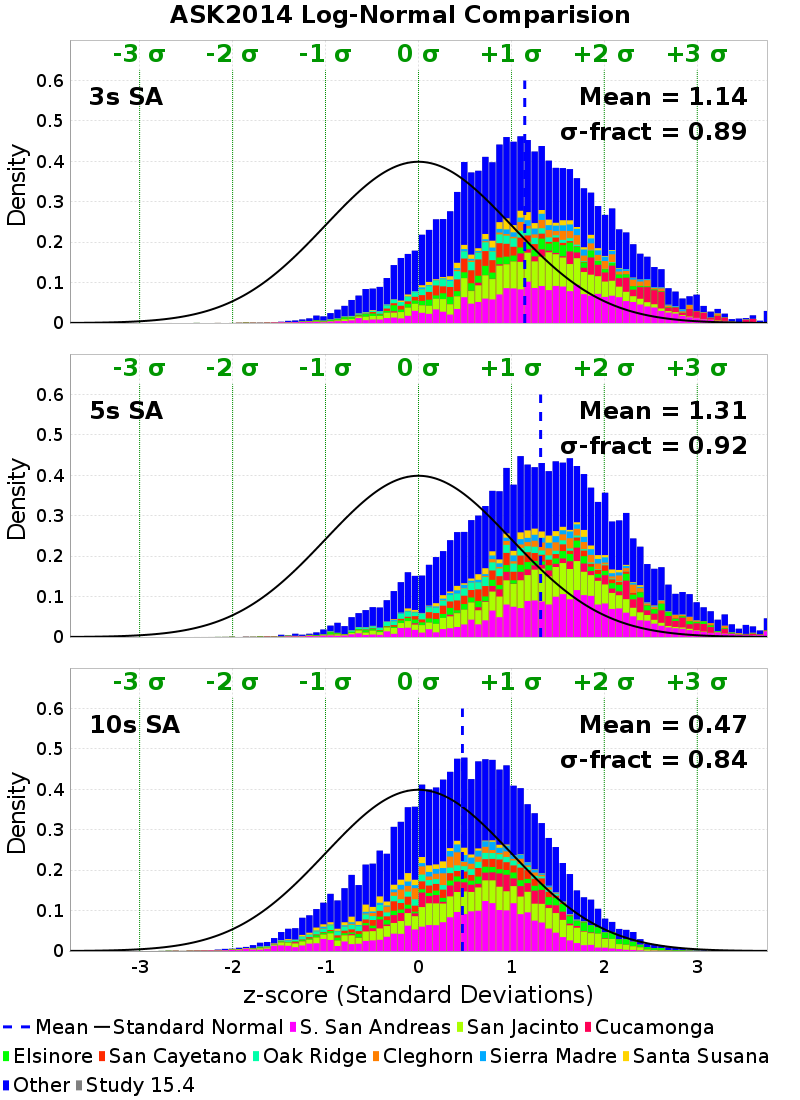 ASK2014 Log-Normal Comparision
-3 σ -2 σ -1 σ 0 σ +1 σ +2 σ +3 σ
0.6
3s SA
Mean = 1.14
0.5
σ-fract = 0.89
0.4
0.3
0.2
0.1
0
Density
-3 σ -2 σ -1 σ 0 σ +1 σ +2 σ +3 σ
0.6
5s SA
Mean = 1.31
0.5
σ-fract = 0.92
0.4
0.3
0.2
0.1
0
Density
-3 σ -2 σ -1 σ 0 σ +1 σ +2 σ +3 σ
0.6
10s SA
Mean = 0.47
0.5
σ-fract = 0.84
0.4
0.3
0.2
0.1
0
Density
-3 -2 -1 0 1 2 3
z-score (Standard Deviations)
Mean Standard Normal S. San Andreas San Jacinto Cucamonga
Elsinore San Cayetano Oak Ridge Cleghorn Sierra Madre Santa Susana
Other Study 15.4